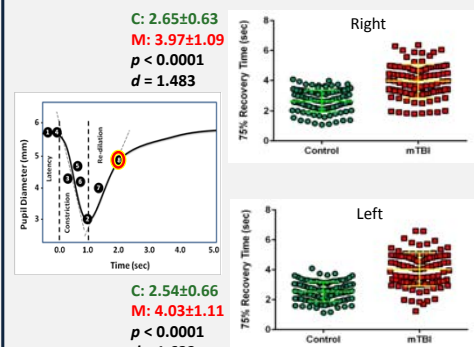 C: 2.65±0.63
M: 3.97±1.09
p < 0.0001
d = 1.483
Right
75% Recovery Time (sec)
8
6
4
2
0
Control
mTBI
Pupil Diameter (mm)
6
5
4
3
Latency
Constriction
Re-dilation
1
6
5
3
4
7
2
0.0
1.0
2.0
3.0
4.0
5.0
Time (sec)
Left
75% Recovery Time (sec)
8
6
4
2
0
Control
mTBI
C: 2.54±0.66
M: 4.03±1.11
p < 0.0001